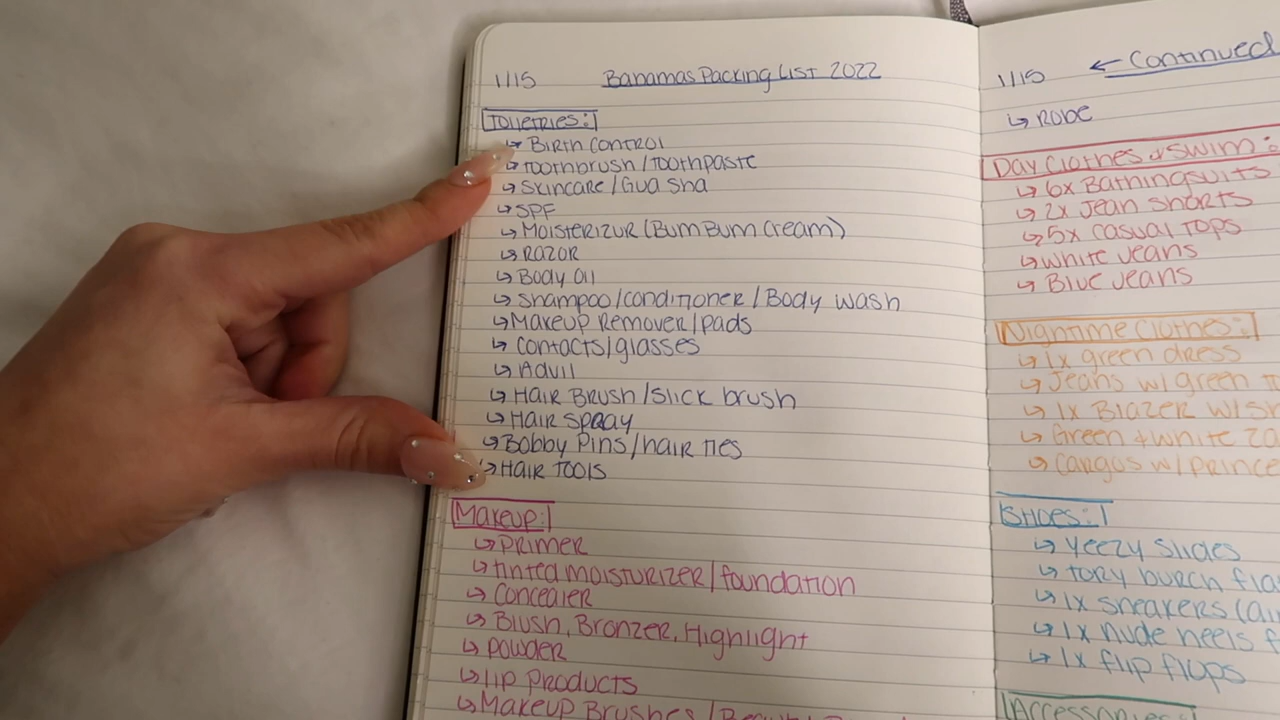 1/15 Bahamas Packing List 2022
Toiletries:
↳ Birth Control
↳ Toothbrush/Toothpaste
↳ Skincare/Gua Sha
↳ SPF
↳ Moisterizur (Bum Bum Cream)
↳ Razor
↳ Body oil
↳ Shampoo/conditioner/Body wash
↳ Makeup Remover/pads
↳ Contacts/glasses
↳ Advil
↳ Hair Brush/Slick brush
↳ Hair spray
↳ Bobby Pins/hair ties
↳ Hair Tools
Makeup:
↳ Primer
↳ tinted moisturizer/foundation
↳ Concealer
↳ Blush, Bronzer, Highlight
↳ Powder
↳ lip Products
↳ Makeup Brushes/
1/15 ← Continued
↳ Robe
Day Clothes & Swim:
↳ 6x Bathingsuits
↳ 2x Jean shorts
↳ 5x casual tops
↳ White Jeans
↳ Blue Jeans
Nightime Clothes:
↳ 1x green dress
↳ Jeans w/ green
↳ 1x Blazer w/
↳ Green + white
↳ Cargos w/
Shoes:
↳ Yeezy Slides
↳ Tory burch
↳ 1x sneakers
↳ 1x nude heels
↳ 1x flip flops